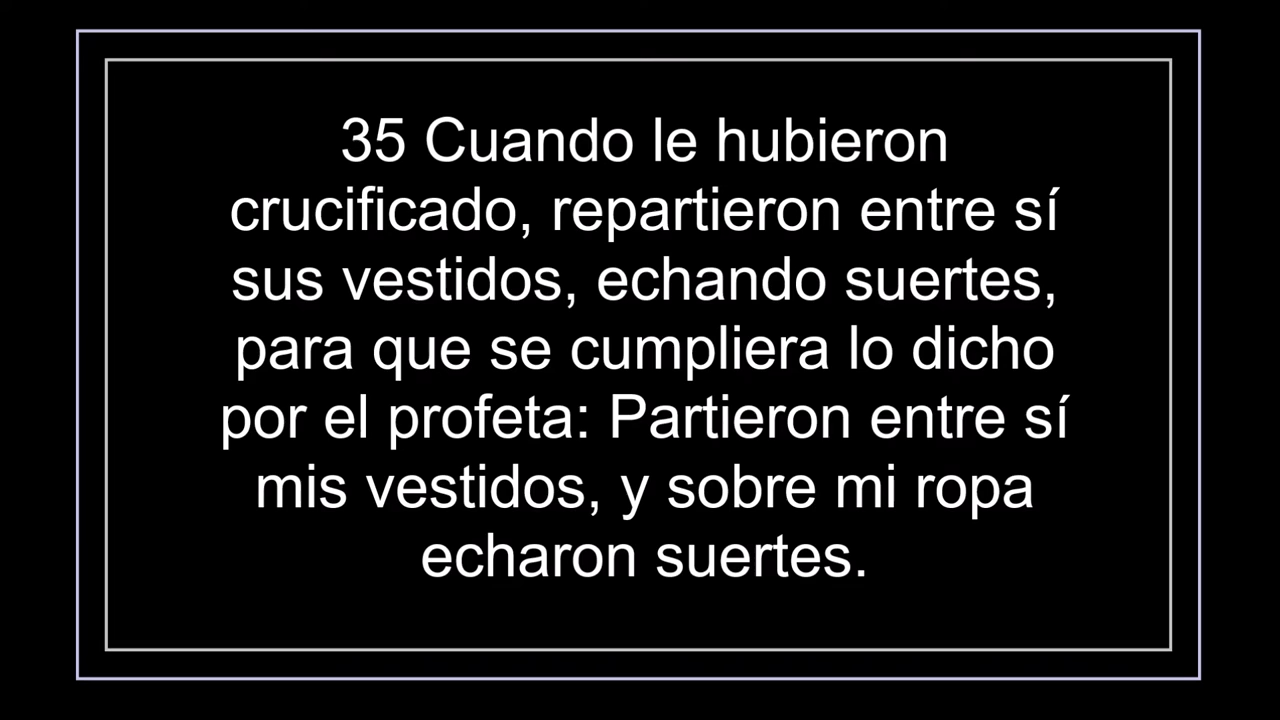 35 Cuando le hubieron
crucificado, repartieron entre sí
sus vestidos, echando suertes,
para que se cumpliera lo dicho
por el profeta: Partieron entre sí
mis vestidos, y sobre mi ropa
echaron suertes.